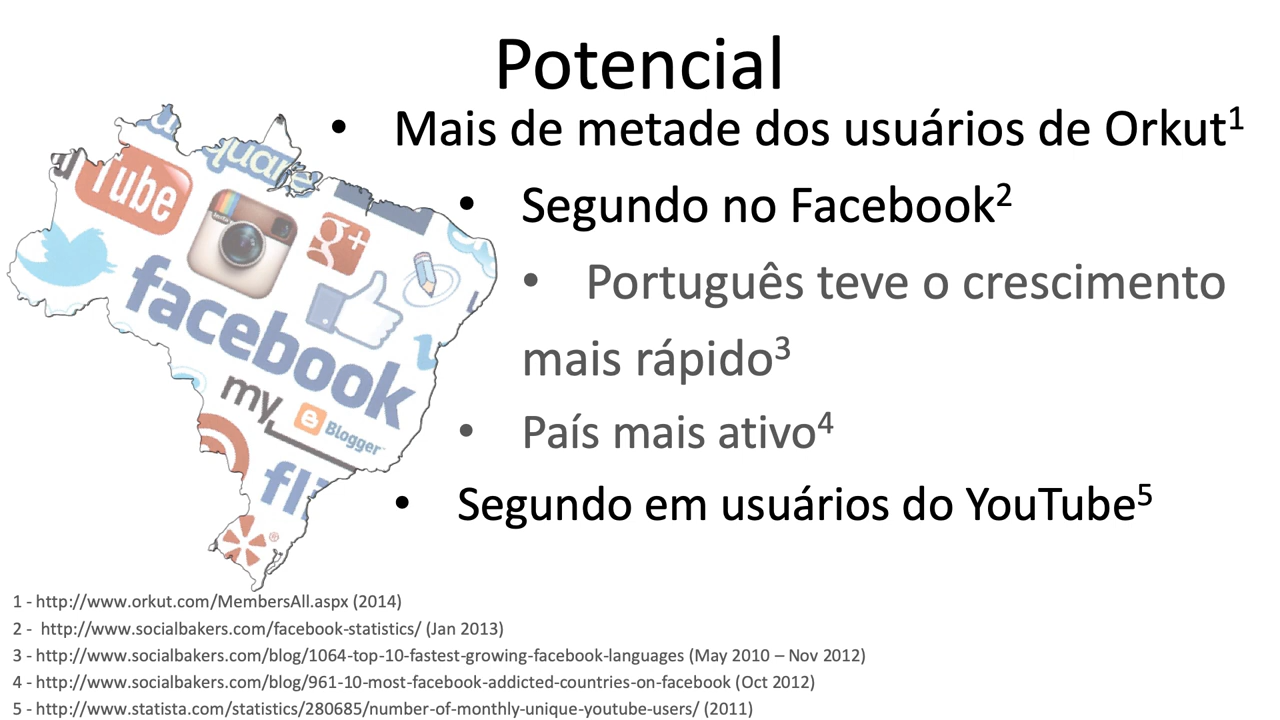 Potencial
• Mais de metade dos usuários de Orkut¹
• Segundo no Facebook²
• Português teve o crescimento
mais rápido³
• País mais ativo⁴
• Segundo em usuários do YouTube⁵
Tube
g+
facebook
my
Blogger
fli
1 - http://www.orkut.com/MembersAll.aspx (2014)
2 - http://www.socialbakers.com/facebook-statistics/ (Jan 2013)
3 - http://www.socialbakers.com/blog/1064-top-10-fastest-growing-facebook-languages (May 2010 – Nov 2012)
4 - http://www.socialbakers.com/blog/961-10-most-facebook-addicted-countries-on-facebook (Oct 2012)
5 - http://www.statista.com/statistics/280685/number-of-monthly-unique-youtube-users/ (2011)